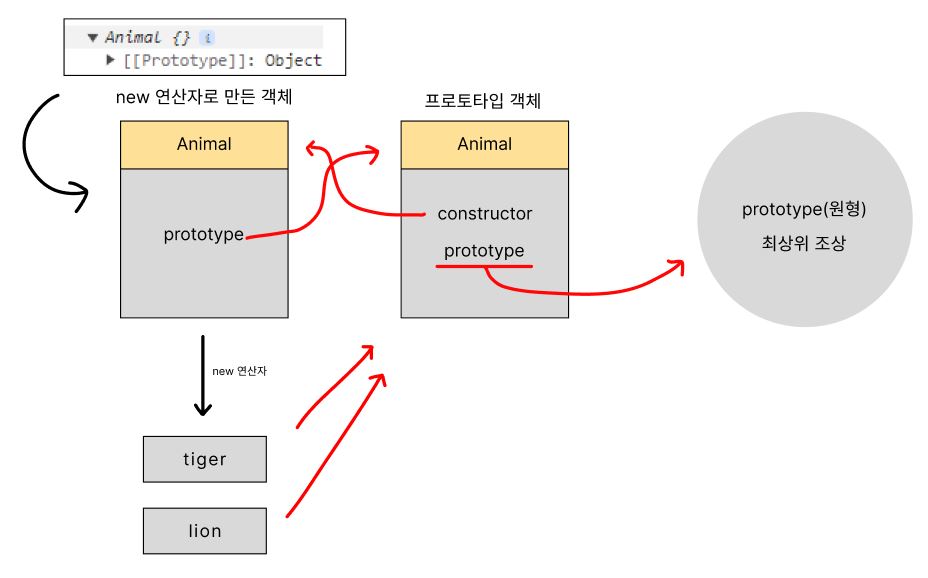 ▼ Animal {} i
▶ [[Prototype]]: Object
new 연산자로 만든 객체
프로토타입 객체
Animal
prototype
Animal
constructor
prototype
prototype(원형)
최상위 조상
new 연산자
tiger
lion